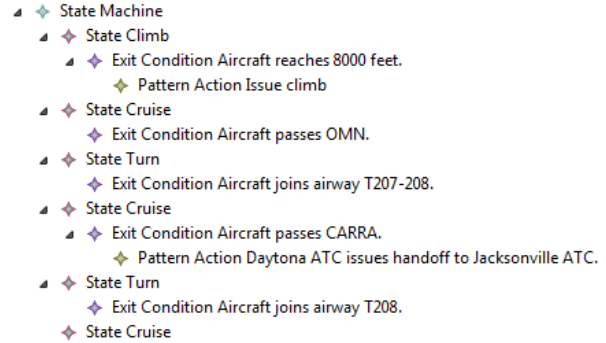 State Machine
State Climb
Exit Condition Aircraft reaches 8000 feet.
Pattern Action Issue climb
State Cruise
Exit Condition Aircraft passes OMN.
State Turn
Exit Condition Aircraft joins airway T207-208.
State Cruise
Exit Condition Aircraft passes CARRA.
Pattern Action Daytona ATC issues handoff to Jacksonville ATC.
State Turn
Exit Condition Aircraft joins airway T208.
State Cruise